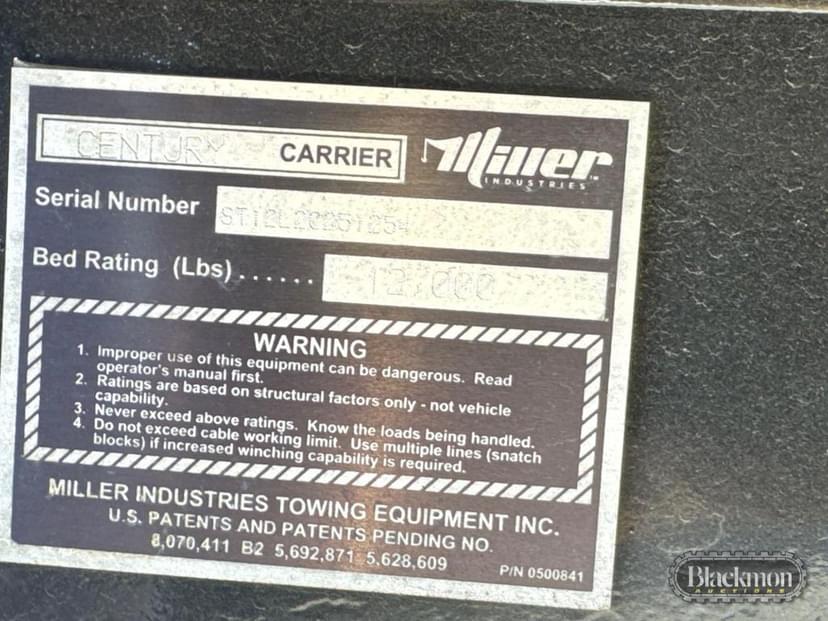 CENTURY CARRIER Miller
INDUSTRIES™
Serial Number
Bed Rating (Lbs)...... 12,000
WARNING
1. Improper use of this equipment can be dangerous. Read
operator's manual first.
2. Ratings are based on structural factors only - not vehicle
capability.
3. Never exceed above ratings. Know the loads being handled.
4. Do not exceed cable working limit. Use multiple lines (snatch
blocks) if increased winching capability is required.
MILLER INDUSTRIES TOWING EQUIPMENT INC.
U.S. PATENTS AND PATENTS PENDING NO.
8,070,411 B2 5,692,871 5,628,609
P/N 0500841
Blackmon
AUCTIONS